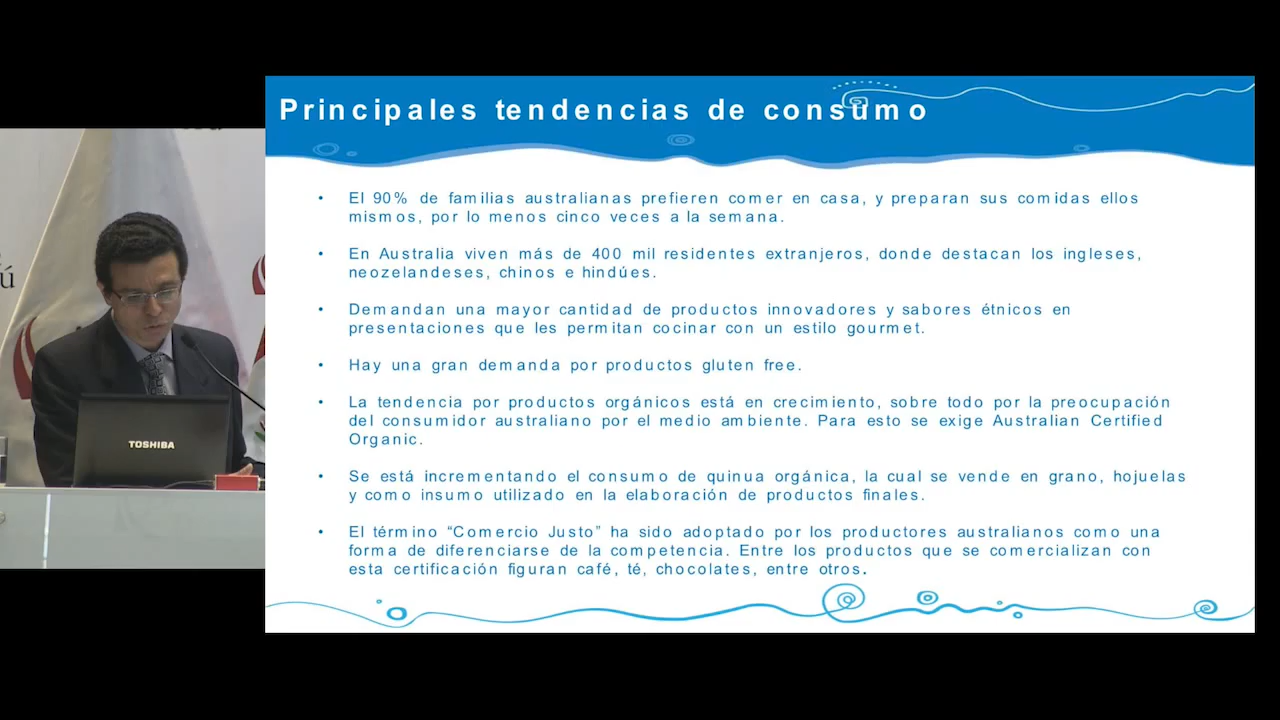 Principales tendencias de consumo
• El 90% de familias australianas prefieren comer en casa, y preparan sus comidas ellos
mismos, por lo menos cinco veces a la semana.
• En Australia viven más de 400 mil residentes extranjeros, donde destacan los ingleses,
neozelandeses, chinos e hindúes.
• Demandan una mayor cantidad de productos innovadores y sabores étnicos en
presentaciones que les permitan cocinar con un estilo gourmet.
• Hay una gran demanda por productos gluten free.
• La tendencia por productos orgánicos está en crecimiento, sobre todo por la preocupación
del consumidor australiano por el medio ambiente. Para esto se exige Australian Certified
Organic.
• Se está incrementando el consumo de quinua orgánica, la cual se vende en grano, hojuelas
y como insumo utilizado en la elaboración de productos finales.
• El término “Comercio Justo” ha sido adoptado por los productores australianos como una
forma de diferenciarse de la competencia. Entre los productos que se comercializan con
esta certificación figuran café, té, chocolates, entre otros.
TOSHIBA